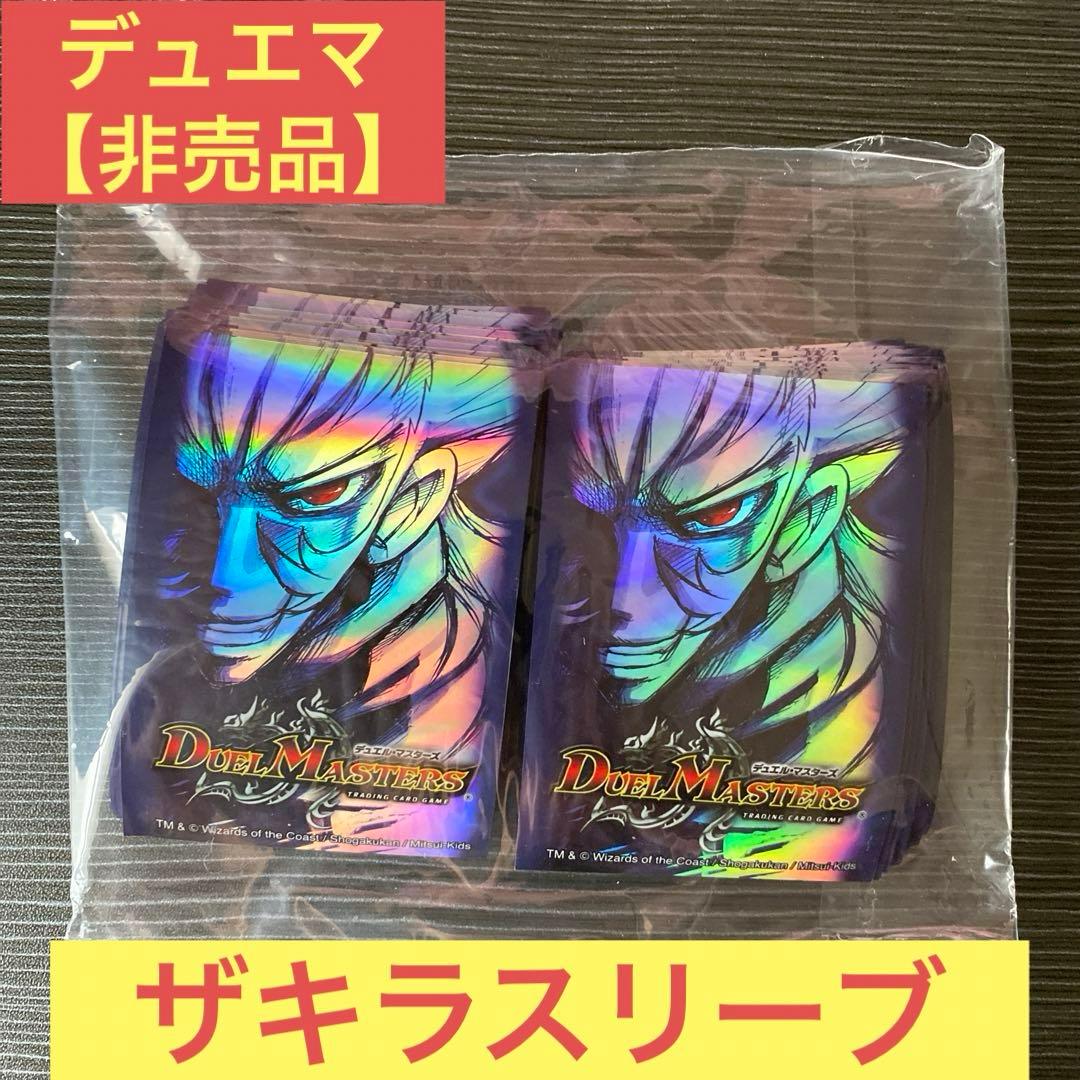 デュエマ
【非売品】
デュエル・マスターズ
DUEL MASTERS
TRADING CARD GAME ®
TM & © Wizards of the Coast / Shogakukan / Mitsui-Kids
デュエル・マスターズ
DUEL MASTERS
TRADING CARD GAME ®
TM & © Wizards of the Coast / Shogakukan / Mitsui-Kids
ザキラスリーブ